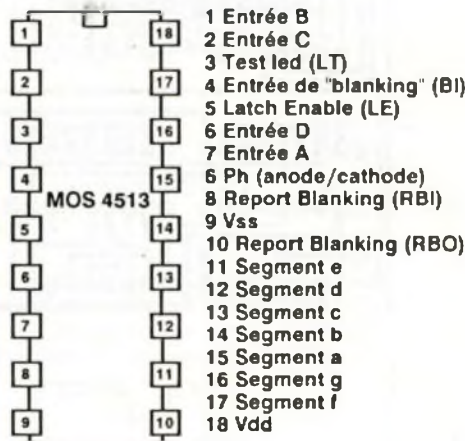 1 18
2 17
3 16
4 15
MOS 4513
5 14
6 13
7 12
8 11
9 10
1 Entrée B
2 Entrée C
3 Test led (LT)
4 Entrée de "blanking" (BI)
5 Latch Enable (LE)
6 Entrée D
7 Entrée A
6 Ph (anode/cathode)
8 Report Blanking (RBI)
9 Vss
10 Report Blanking (RBO)
11 Segment e
12 Segment d
13 Segment c
14 Segment b
15 Segment a
16 Segment g
17 Segment f
18 Vdd